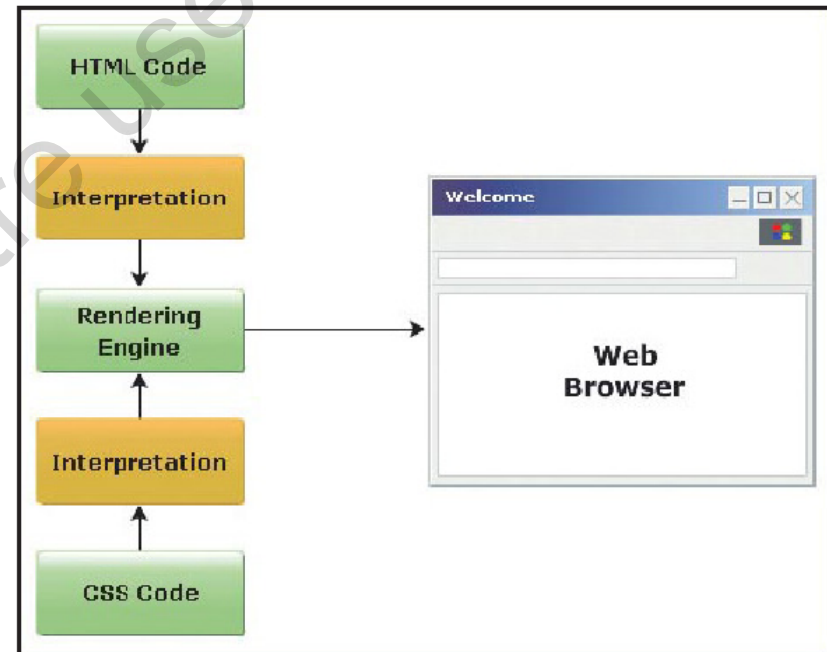 HTML Code
Interpretation
Rendering
Engine
Interpretation
CSS Code
Welcome
Web
Browser